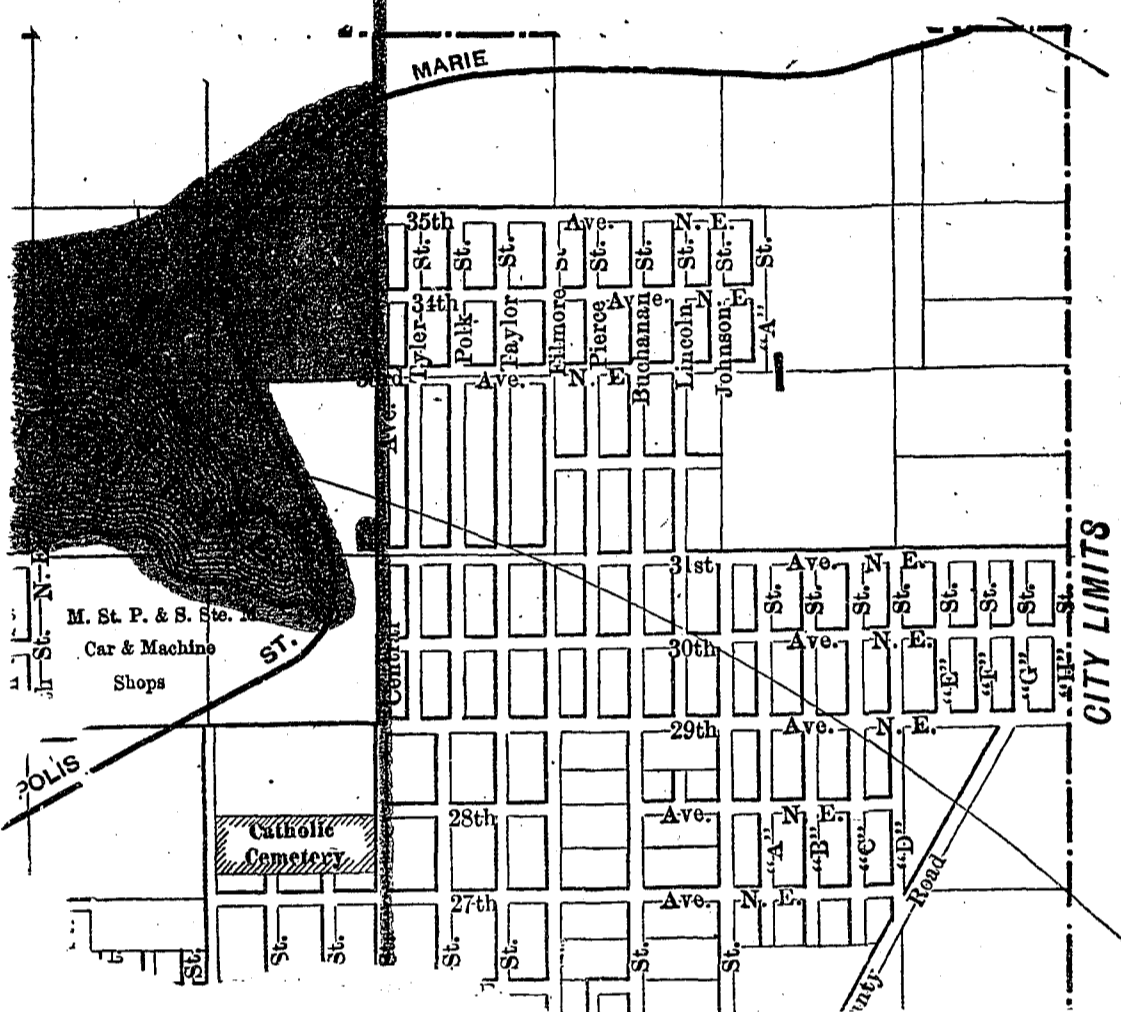 MARIE
35th Ave. N. E.
St. St. St. St. St. St. St. St. St.
34th Ave. N. E.
Tyler Polk Taylor Filmore Pierce Buchanan Lincoln Johnson "A"
Ave. N. E.
Ave.
31st Ave. N. E.
St. St. St. St. St. St. St. St.
N. E.
St.
M. St. P. & S. Ste.
Car & Machine
Shops
ST.
POLIS
Central
30th Ave. N. E.
"E" "F" "G" "H"
CITY LIMITS
29th Ave. N. E.
28th Ave. N. E.
Catholic
Cemetery
"A" "B" "C" "D"
27th Ave. N. E.
Road
St. St. St. St. St. St. St.